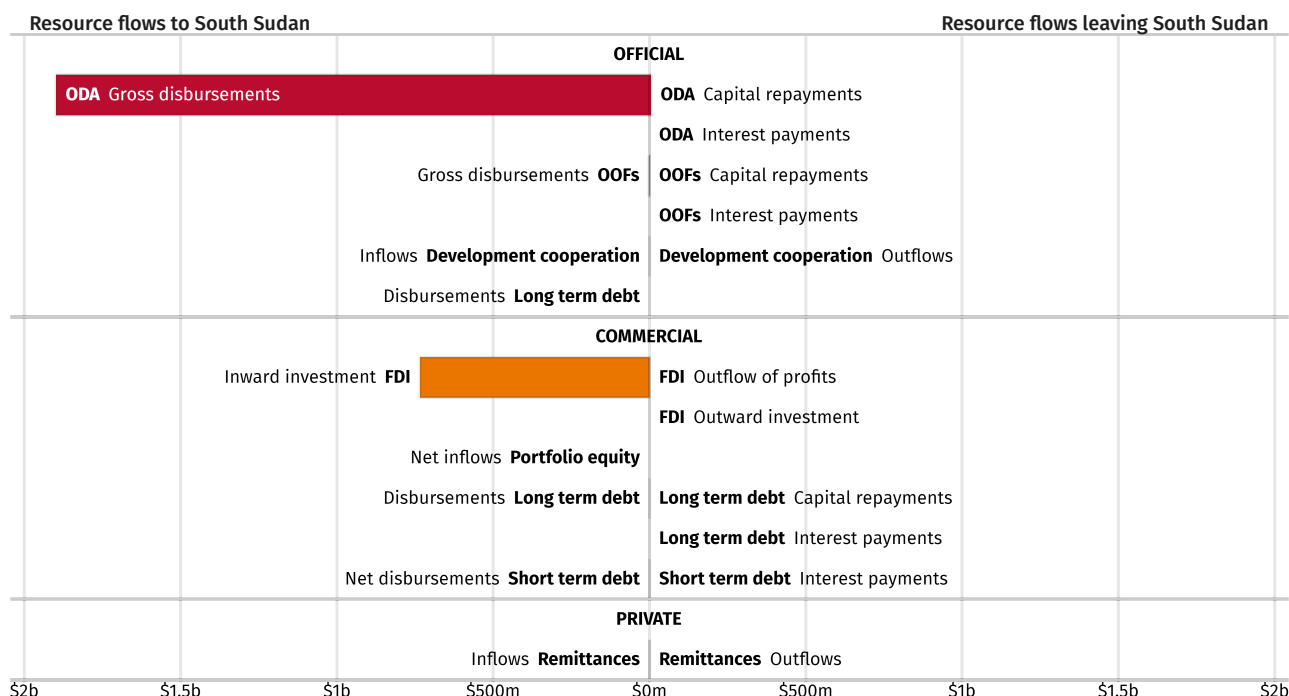 Resource flows to South Sudan
Resource flows leaving South Sudan
OFFICIAL
ODA Gross disbursements
ODA Capital repayments
ODA Interest payments
Gross disbursements OOFs
OOFs Capital repayments
OOFs Interest payments
Inflows Development cooperation
Development cooperation Outflows
Disbursements Long term debt
COMMERCIAL
Inward investment FDI
FDI Outflow of profits
FDI Outward investment
Net inflows Portfolio equity
Disbursements Long term debt
Long term debt Capital repayments
Long term debt Interest payments
Net disbursements Short term debt
Short term debt Interest payments
PRIVATE
Inflows Remittances
Remittances Outflows
$2b $1.5b $1b $500m $0m $500m $1b $1.5b $2b